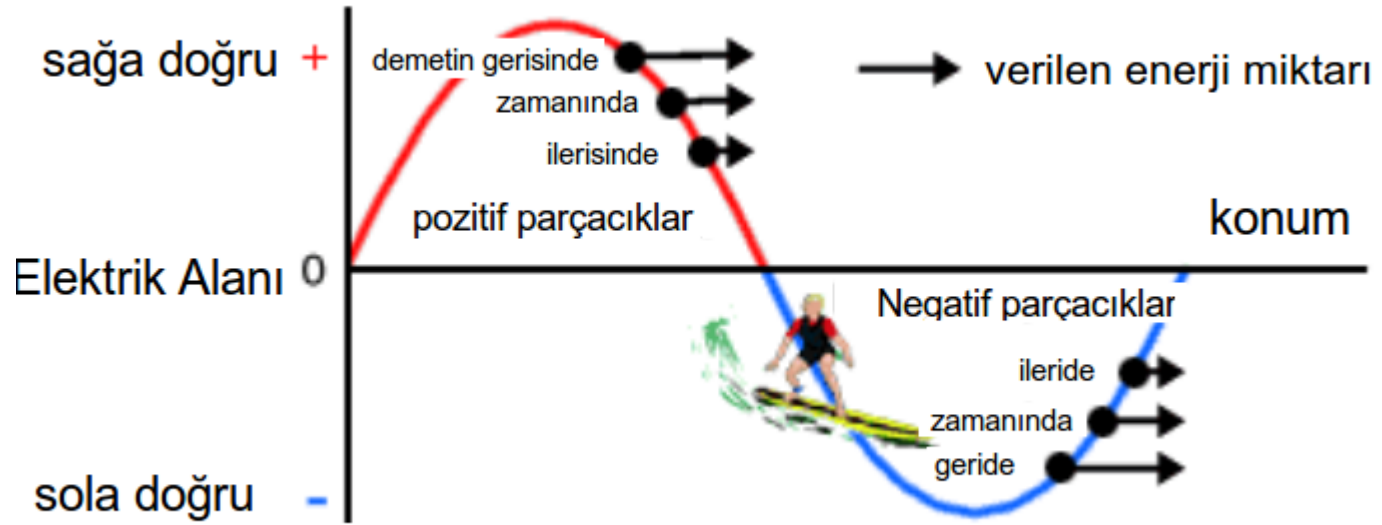 sağa doğru +
demetin gerisinde
verilen enerji miktarı
zamanında
ilerisinde
pozitif parçacıklar
konum
Elektrik Alanı 0
Neqatif parçacıklar
ileride
zamanında
geride
sola doğru -